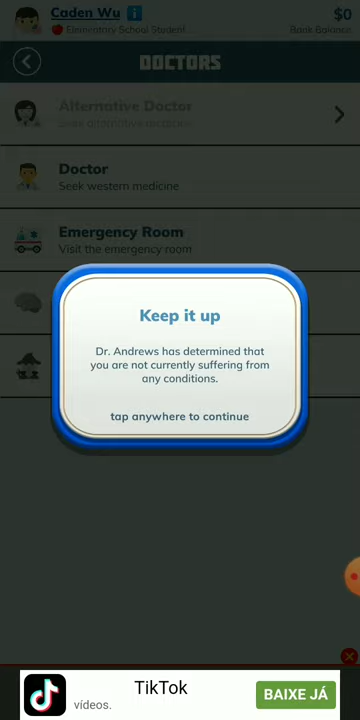 Caden Wu
$0
Elementary School Student
Bank Balance
DOCTORS
Alternative Doctor
Seek alternative medicine
Doctor
Seek western medicine
Emergency Room
Visit the emergency room
Keep it up
Dr. Andrews has determined that
you are not currently suffering from
any conditions.
tap anywhere to continue
TikTok
vídeos.
BAIXE JÁ